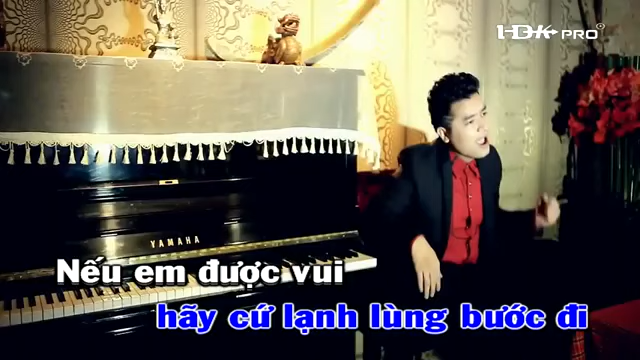 HDK PRO
YAMAHA
Nếu em được vui
hãy cứ lạnh lùng bước đi